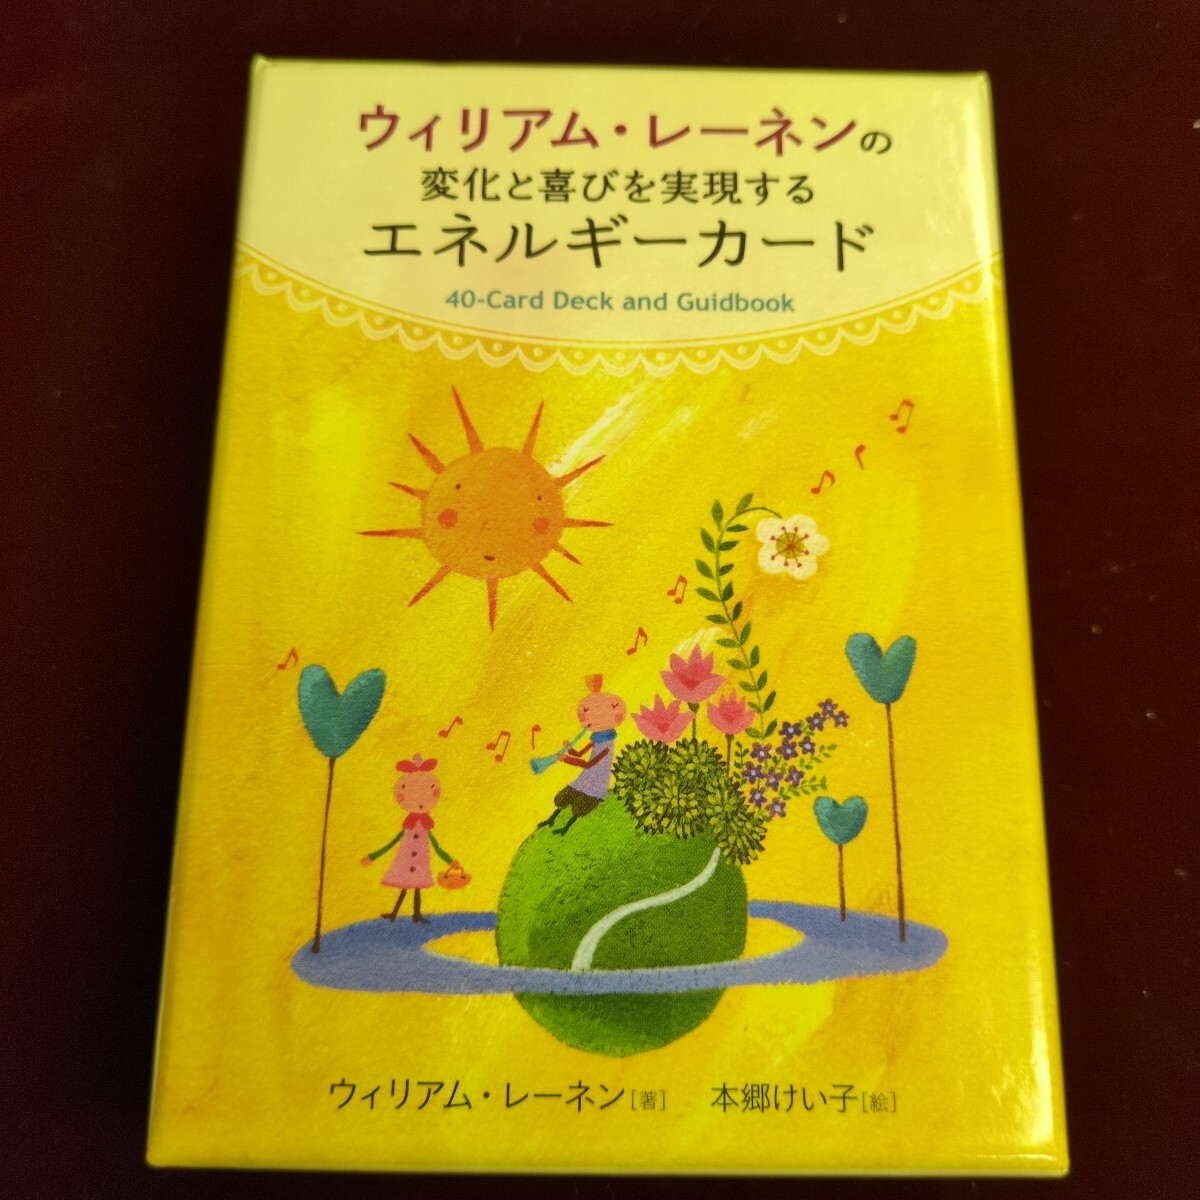 ウィリアム・レーネンの
変化と喜びを実現する
エネルギーカード
40-Card Deck and Guidbook
ウィリアム・レーネン[著] 本郷けい子[絵]